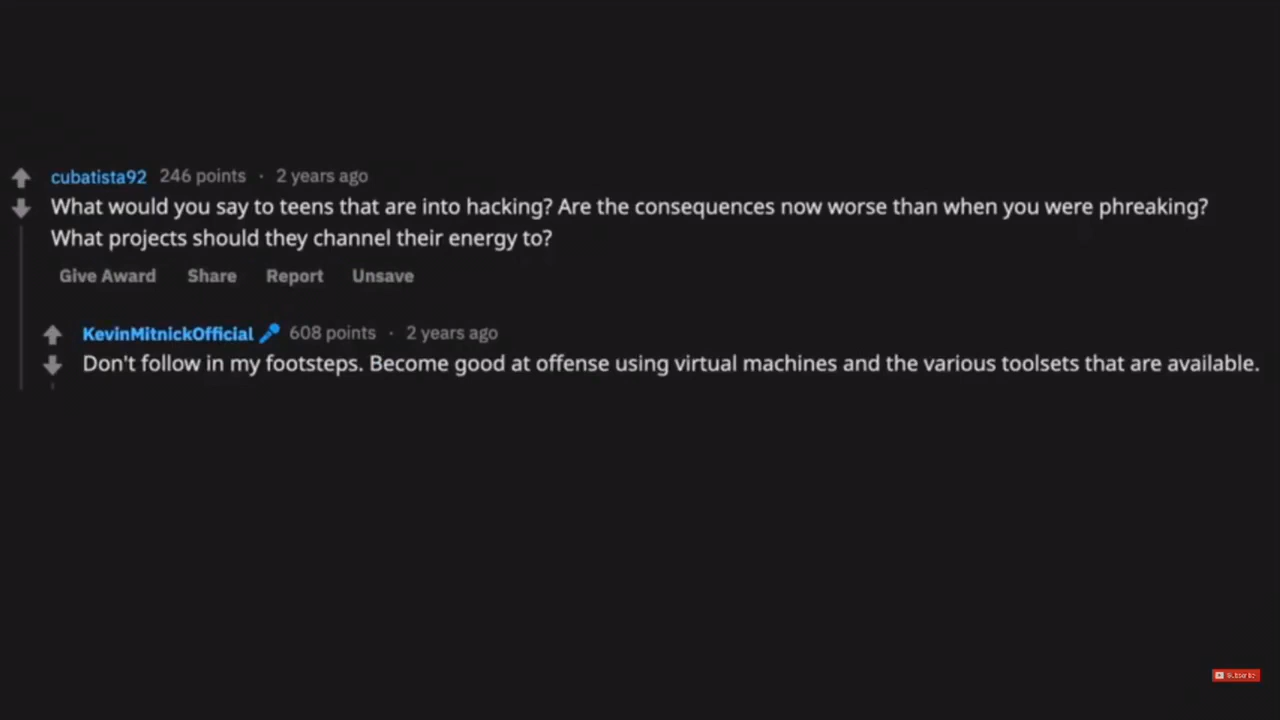 cubatista92 246 points · 2 years ago
What would you say to teens that are into hacking? Are the consequences now worse than when you were phreaking?
What projects should they channel their energy to?
Give Award Share Report Unsave
KevinMitnickOfficial 608 points · 2 years ago
Don't follow in my footsteps. Become good at offense using virtual machines and the various toolsets that are available.
Subscribe